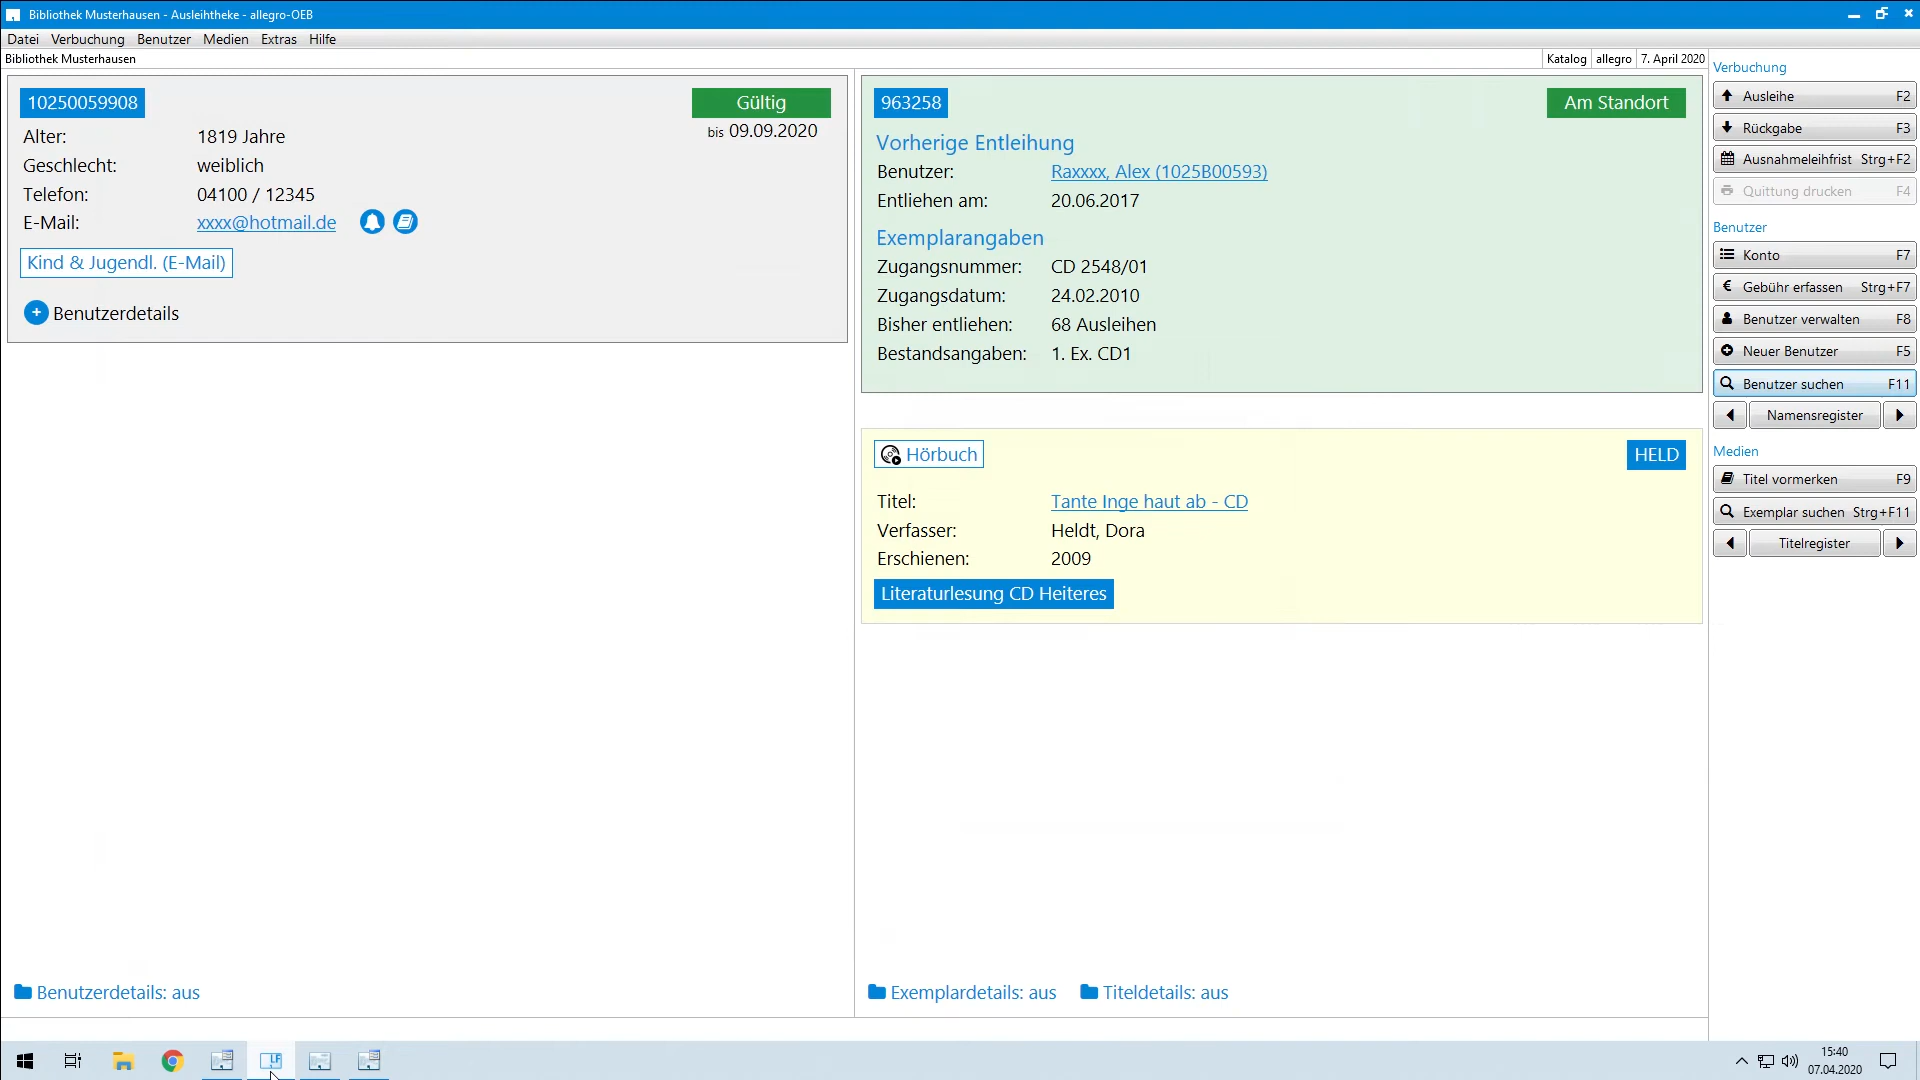 Bibliothek Musterhausen - Ausleihtheke - allegro-OEB
Datei Verbuchung Benutzer Medien Extras Hilfe
Bibliothek Musterhausen
Katalog allegro 7. April 2020
10250059908
Gültig
bis 09.09.2020
Alter: 1819 Jahre
Geschlecht: weiblich
Telefon: 04100 / 12345
E-Mail: xxxx@hotmail.de
Kind & Jugendl. (E-Mail)
Benutzerdetails
Benutzerdetails: aus
963258
Am Standort
Vorherige Entleihung
Benutzer: Raxxxx, Alex (1025B00593)
Entliehen am: 20.06.2017
Exemplarangaben
Zugangsnummer: CD 2548/01
Zugangsdatum: 24.02.2010
Bisher entliehen: 68 Ausleihen
Bestandsangaben: 1. Ex. CD1
Hörbuch
HELD
Titel: Tante Inge haut ab - CD
Verfasser: Heldt, Dora
Erschienen: 2009
Literaturlesung CD Heiteres
Exemplardetails: aus Titeldetails: aus
Verbuchung
Ausleihe F2
Rückgabe F3
Ausnahmeleihfrist Strg+F2
Quittung drucken F4
Benutzer
Konto F7
Gebühr erfassen Strg+F7
Benutzer verwalten F8
Neuer Benutzer F5
Benutzer suchen F11
Namensregister
Medien
Titel vormerken F9
Exemplar suchen Strg+F11
Titelregister
LF
15:40
07.04.2020